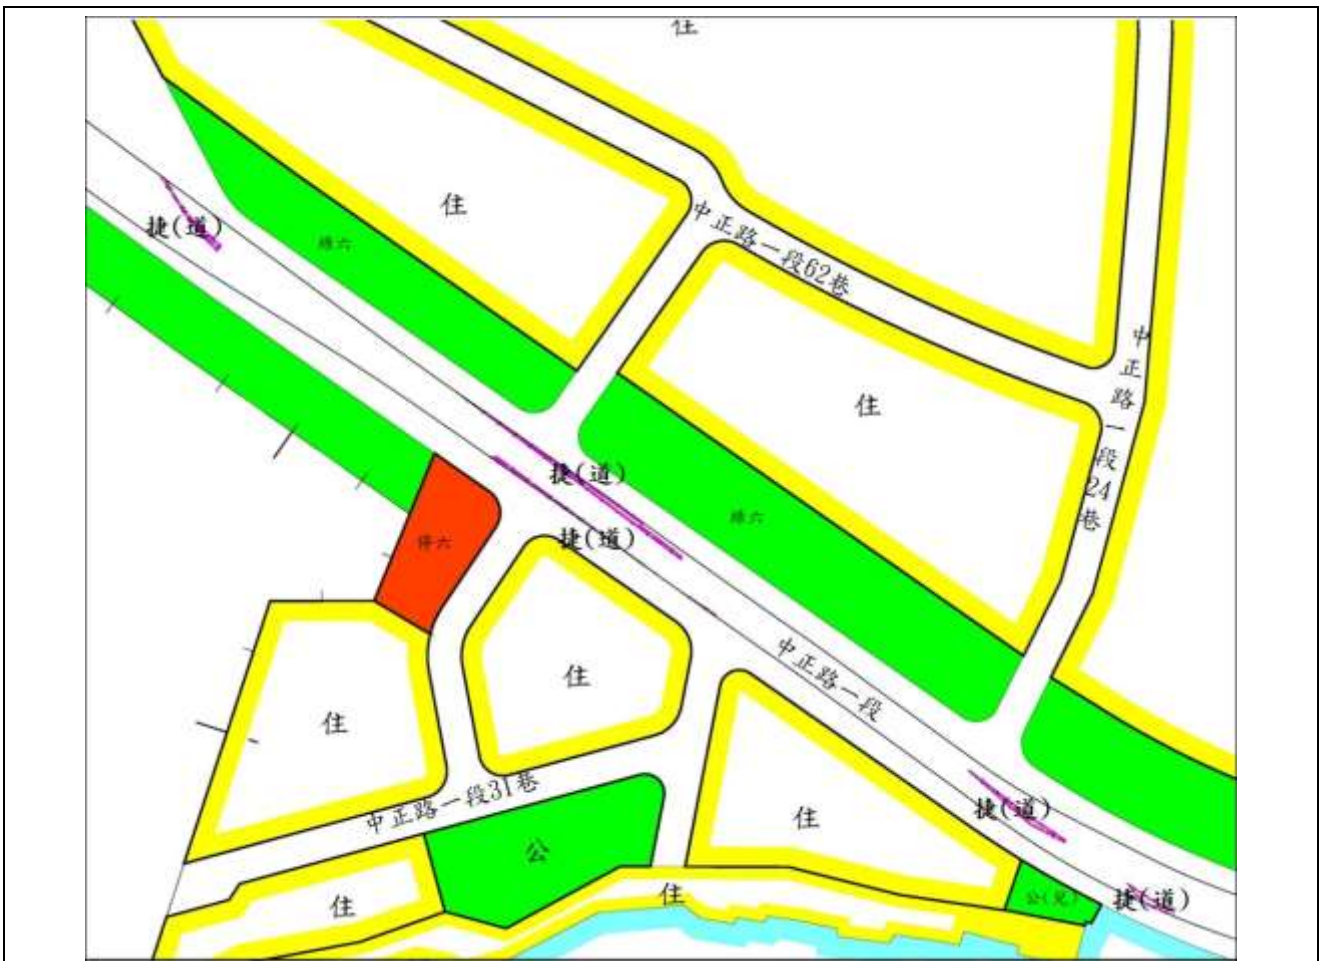 住
住
中正路一段62巷
捷(道)
綠六
中正路一段24巷
住
捷(道)
綠六
捷(道)
停六
中正路一段
住
住
中正路一段31巷
捷(道)
住
公
住
住
公(兒)
捷(道)